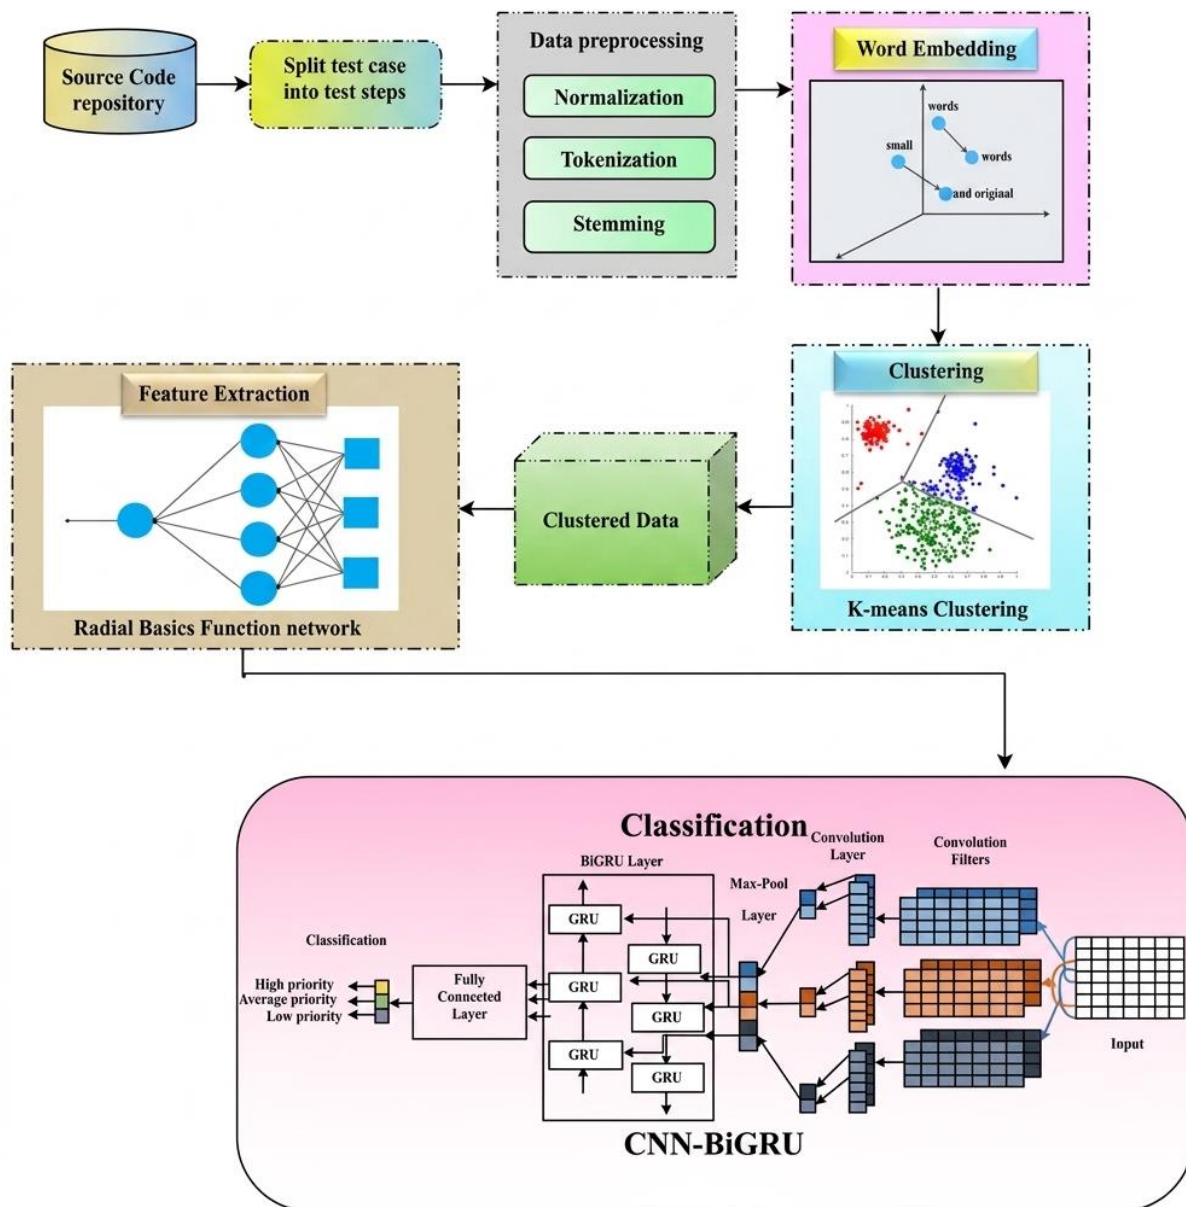 Source Code
repository
Split test case
into test steps
Data preprocessing
Normalization
Tokenization
Stemming
Word Embedding
words
small
words
and origiaal
Feature Extraction
Radial Basics Function network
Clustered Data
Clustering
K-means Clustering
Classification
BiGRU Layer
Max-Pool
Layer
Convolution
Layer
Convolution
Filters
Classification
High priority
Average priority
Low priority
Fully
Conneceted
Layer
GRU
GRU
GRU
GRU
GRU
GRU
Input
CNN-BiGRU